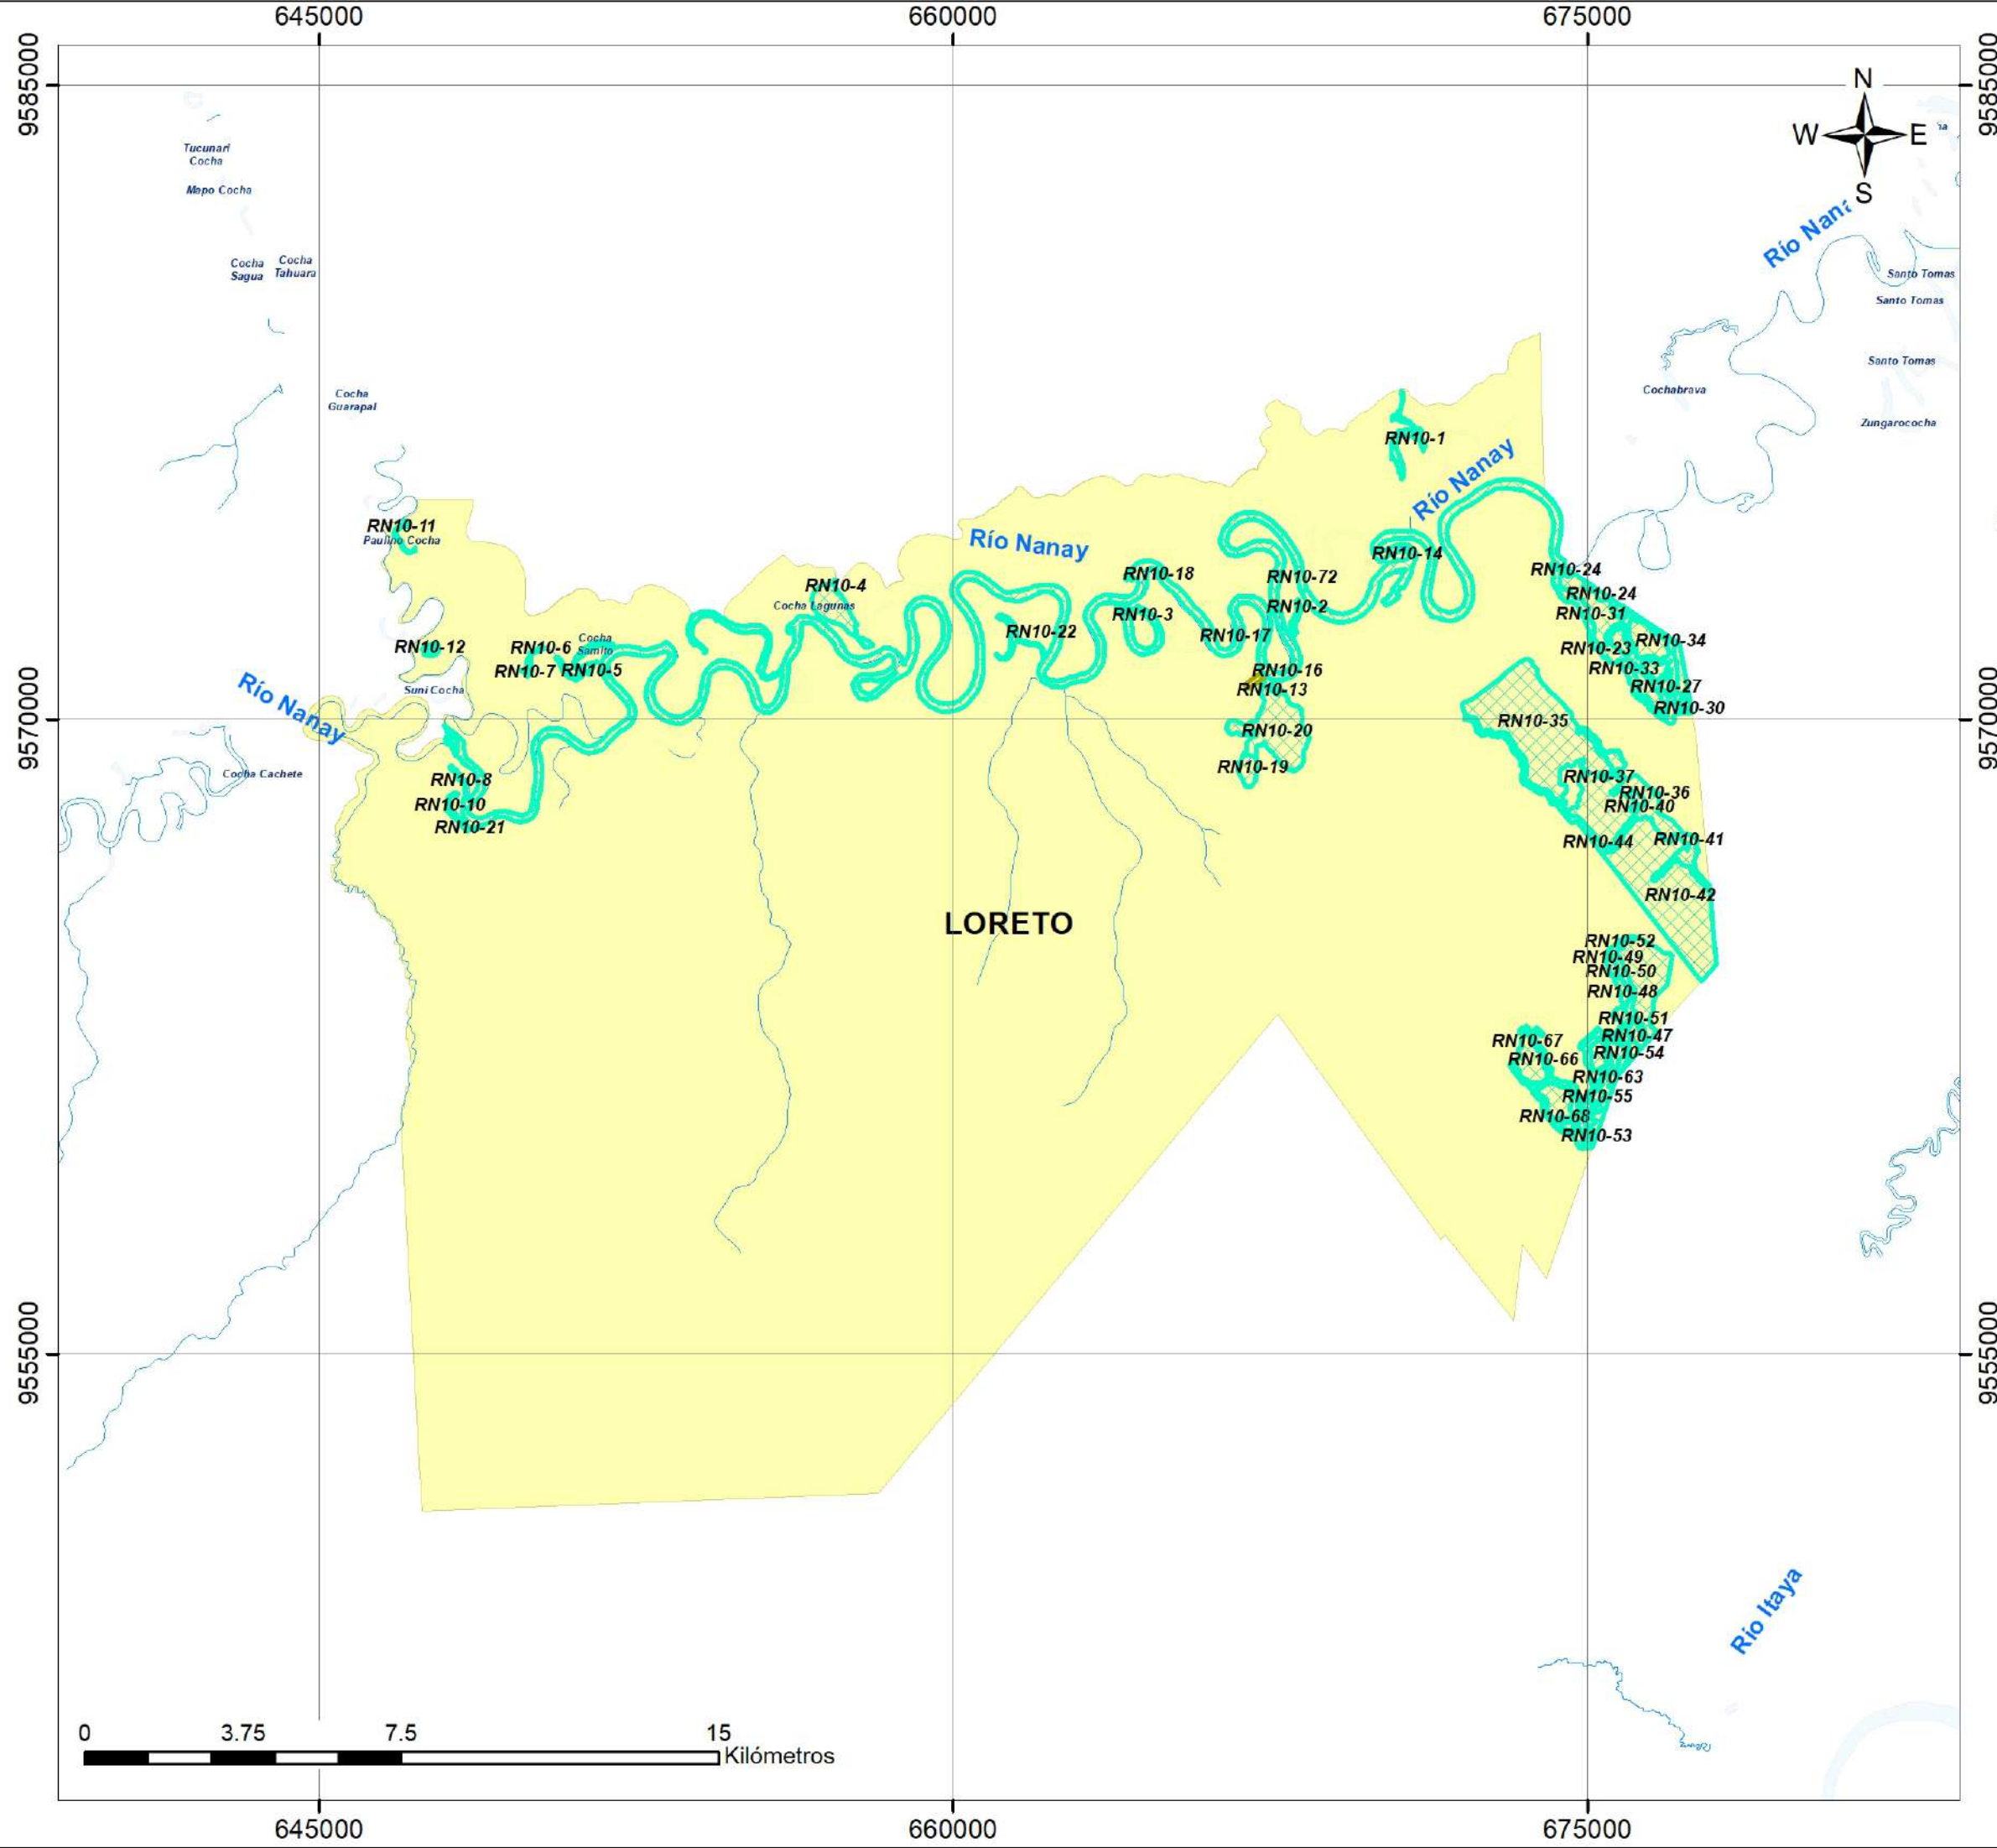 645000
660000
675000
9585000
9585000
N
W
E
S
Tucunari
Cocha
Mapo Cocha
Cocha
Sagua
Cocha
Tahuara
Cocha
Guarapal
Santo Tomas
Santo Tomas
Santo Tomas
Cochabrava
Zungarococha
RN10-1
Río Nanay
RN10-11
Paulino Cocha
Río Nanay
RN10-14
RN10-24
RN10-18
RN10-72
RN10-4
Cocha Lagunas
RN10-24
RN10-2
RN10-3
RN10-31
RN10-22
RN10-17
RN10-34
Cocha
Samito
RN10-12
RN10-6
RN10-23
RN10-7
RN10-5
RN10-16
RN10-33
Suni Cocha
RN10-13
RN10-27
Río Nanay
RN10-30
9570000
9570000
RN10-35
RN10-20
RN10-19
Cocha Cachete
RN10-8
RN10-37
RN10-36
RN10-10
RN10-40
RN10-21
RN10-44
RN10-41
RN10-42
LORETO
RN10-52
RN10-49
RN10-50
RN10-48
RN10-51
RN10-47
RN10-67
RN10-54
RN10-66
RN10-63
RN10-55
RN10-68
RN10-53
9555000
9555000
Río Itaya
0
3.75
7.5
15
Kilómetros
645000
660000
675000